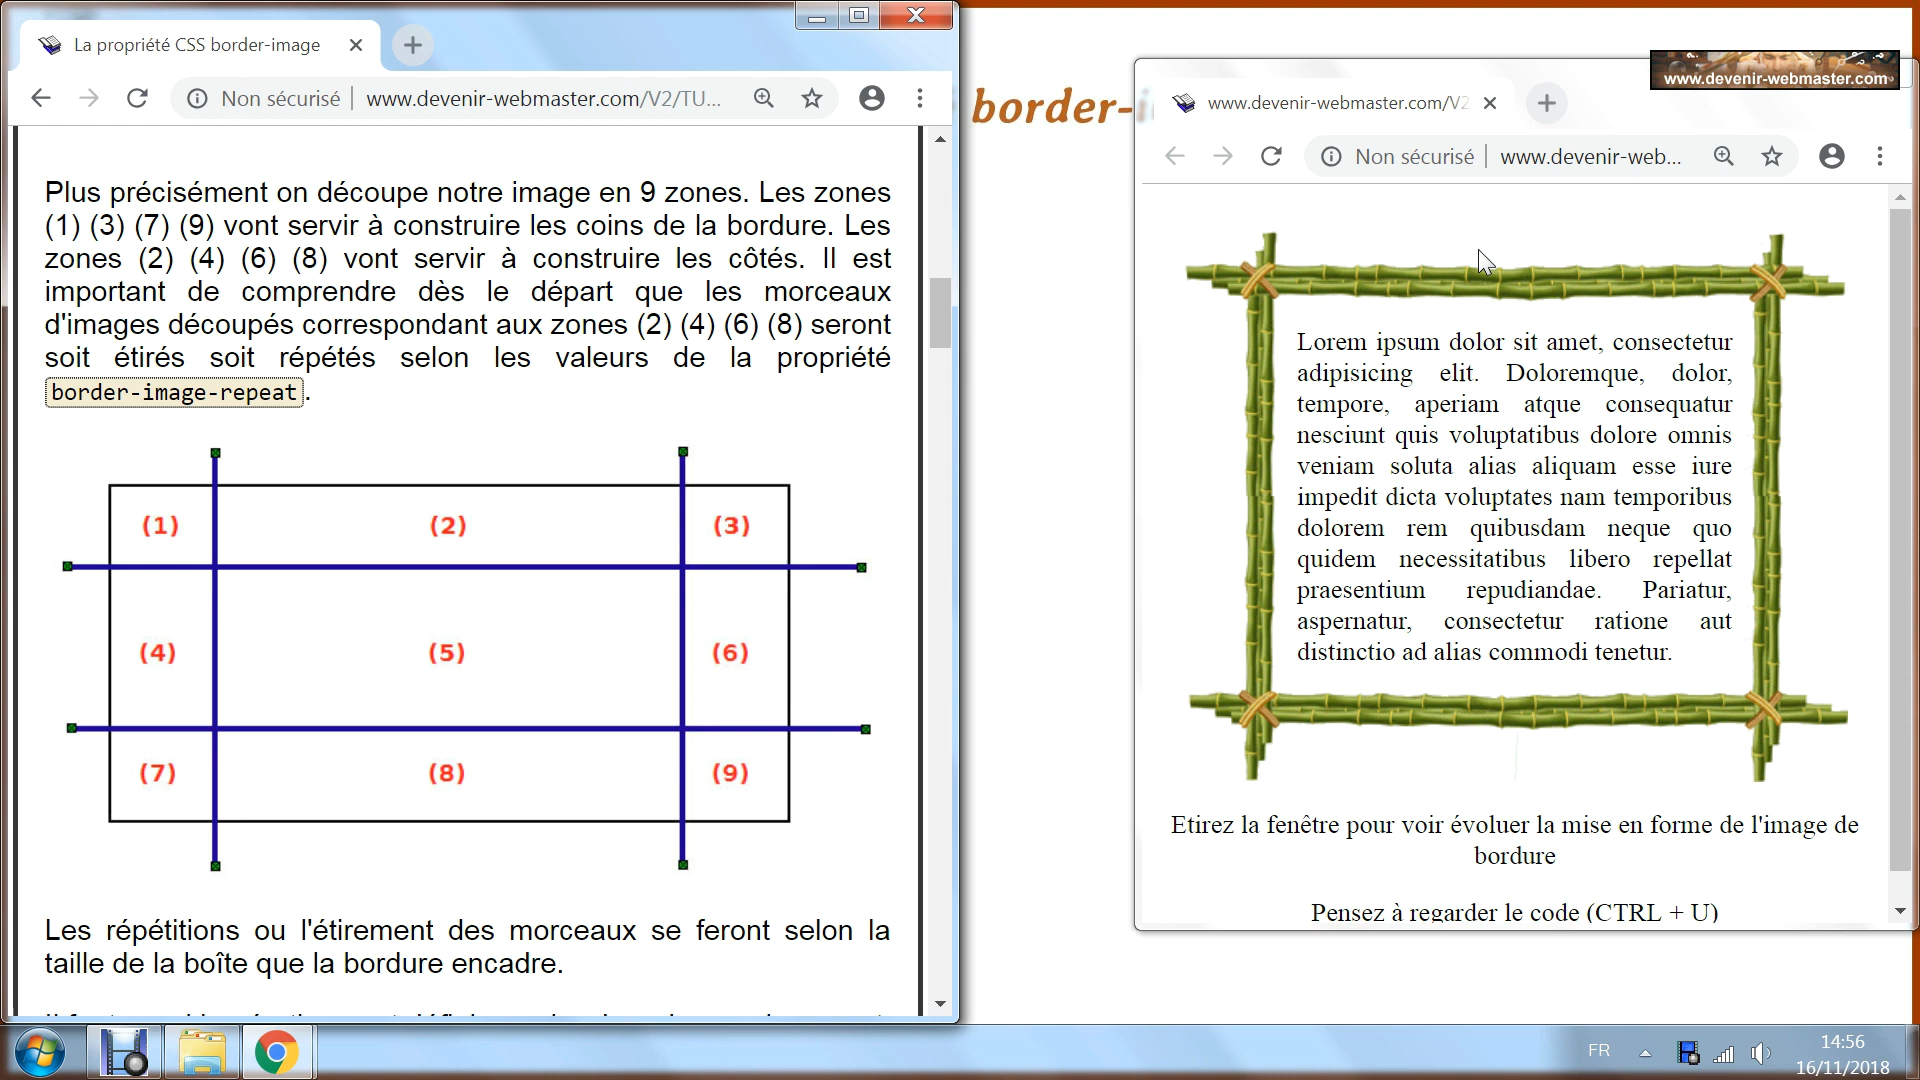 La propriété CSS border-image
Non sécurisé
www.devenir-webmaster.com/V2/TU...
Plus précisément on découpe notre image en 9 zones. Les zones
(1) (3) (7) (9) vont servir à construire les coins de la bordure. Les
zones (2) (4) (6) (8) vont servir à construire les côtés. Il est
important de comprendre dès le départ que les morceaux
d'images découpés correspondant aux zones (2) (4) (6) (8) seront
soit étirés soit répétés selon les valeurs de la propriété
border-image-repeat.
(1) (2) (3)
(4) (5) (6)
(7) (8) (9)
Les répétitions ou l'étirement des morceaux se feront selon la
taille de la boîte que la bordure encadre.
border-
www.devenir-webmaster.com
www.devenir-webmaster.com/V2
Non sécurisé
www.devenir-web...
Lorem ipsum dolor sit amet, consectetur
adipisicing elit. Doloremque, dolor,
tempore, aperiam atque consequatur
nesciunt quis voluptatibus dolore omnis
veniam soluta alias aliquam esse iure
impedit dicta voluptates nam temporibus
dolorem rem quibusdam neque quo
quidem necessitatibus libero repellat
praesentium repudiandae. Pariatur,
aspernatur, consectetur ratione aut
distinctio ad alias commodi tenetur.
Etirez la fenêtre pour voir évoluer la mise en forme de l'image de
bordure
Pensez à regarder le code (CTRL + U)
FR
14:56
16/11/2018